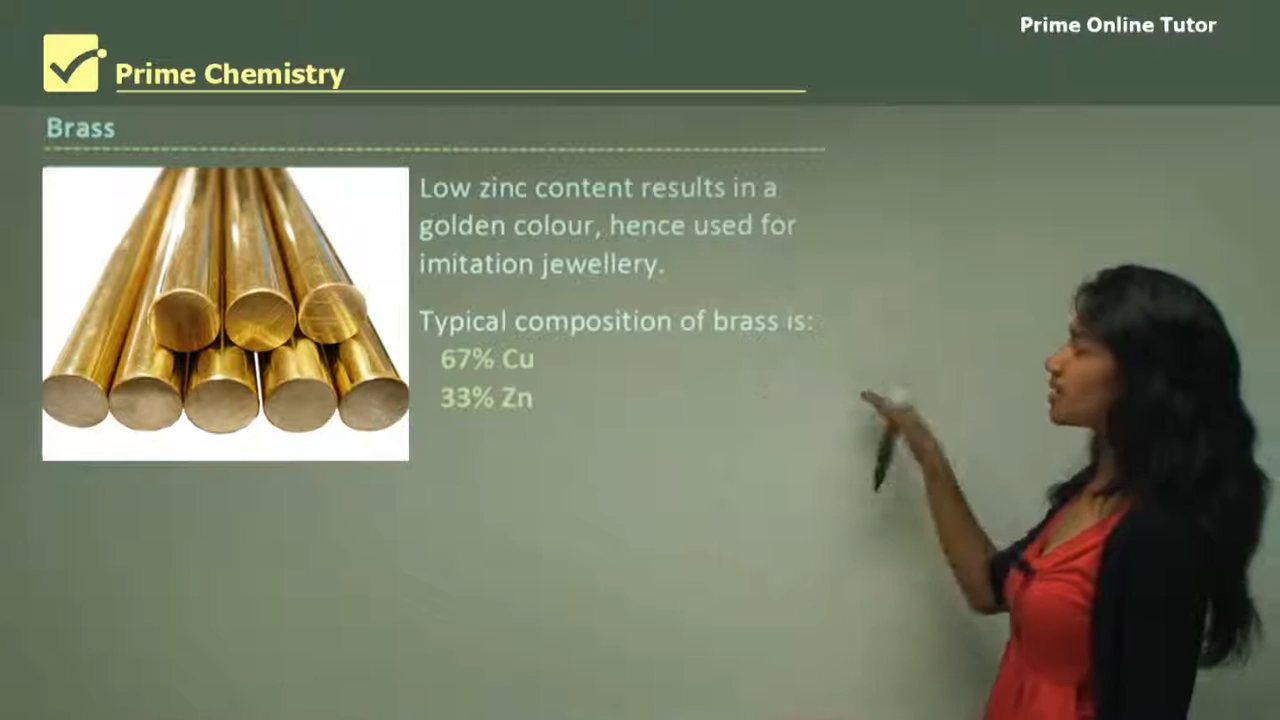 Prime Online Tutor
Prime Chemistry
Brass
Low zinc content results in a
golden colour, hence used for
imitation jewellery.
Typical composition of brass is:
67% Cu
33% Zn